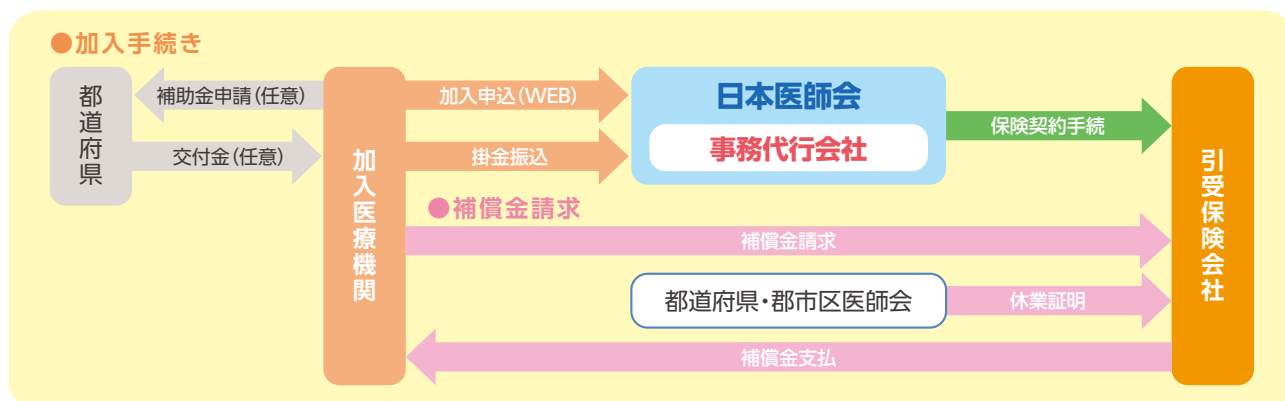 ●加入手続き
都道府県
補助金申請(任意)
交付金(任意)
加入医療機関
加入申込(WEB)
掛金振込
日本医師会
事務代行会社
保険契約手続
引受保険会社
●補償金請求
補償金請求
都道府県・郡市区医師会
休業証明
補償金支払